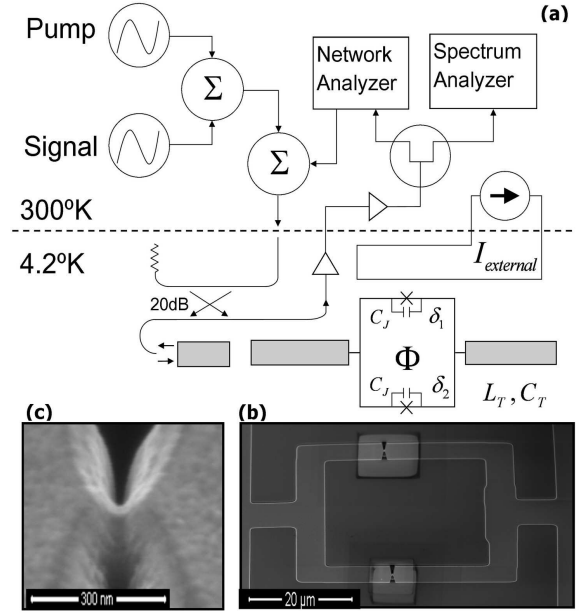 (a)
Pump
Σ
Network
Analyzer
Spectrum
Analyzer
Signal
Σ
300ºK
4.2ºK
I_external
20dB
C_J δ_1
Φ
C_J δ_2
L_T , C_T
(c)
(b)
300 nm
20 µm